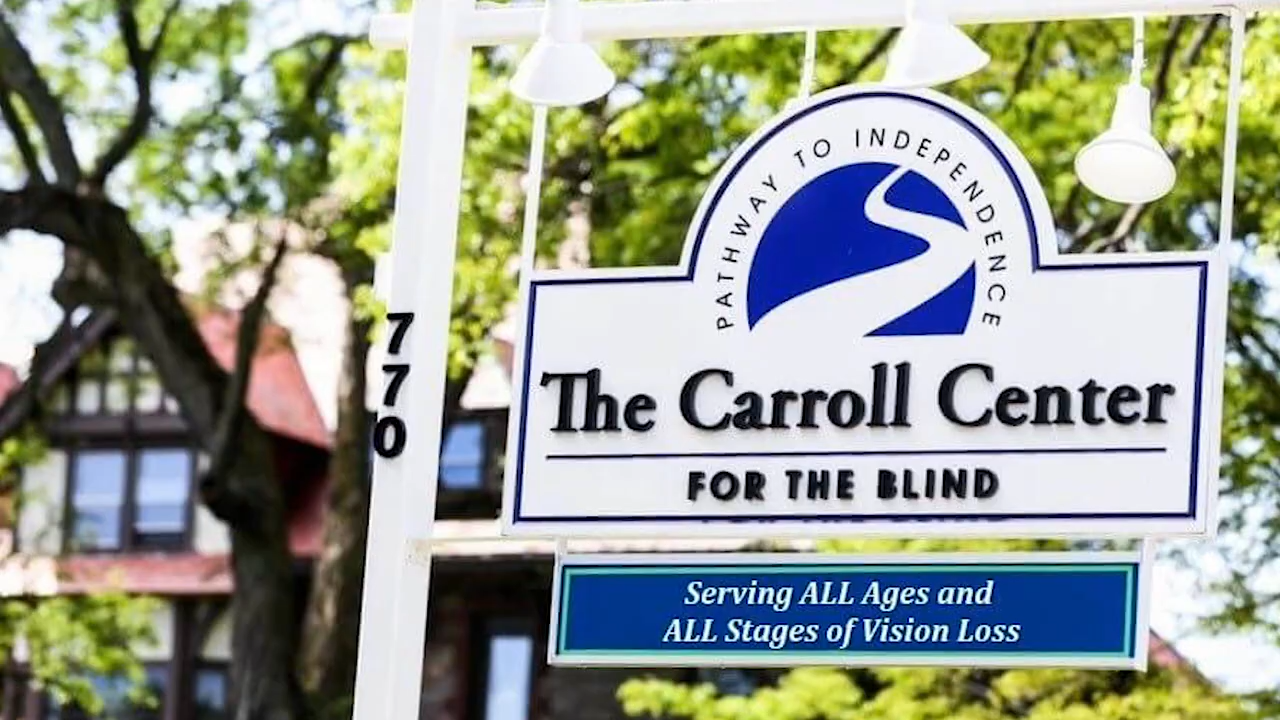 PATHWAY TO INDEPENDENCE
770
The Carroll Center
FOR THE BLIND
Serving ALL Ages and
ALL Stages of Vision Loss